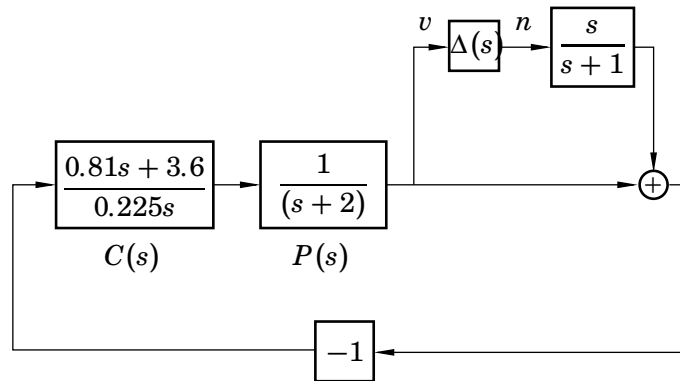 v
Δ(s)
n
s
s + 1
0.81s + 3.6
0.225s
1
(s + 2)
+
C(s)
P(s)
−1